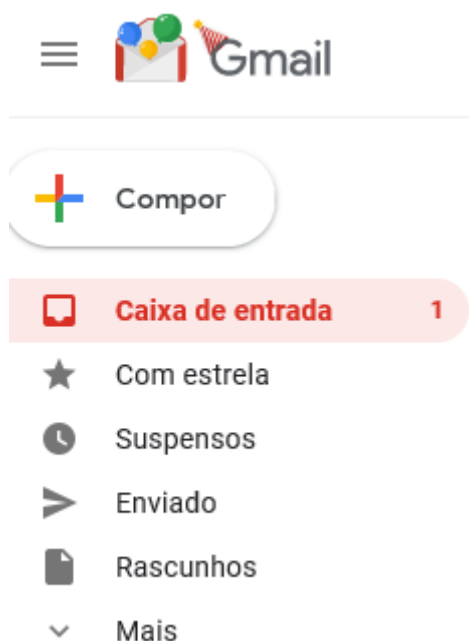 Gmail
Compor
Caixa de entrada 1
Com estrela
Suspensos
Enviado
Rascunhos
Mais